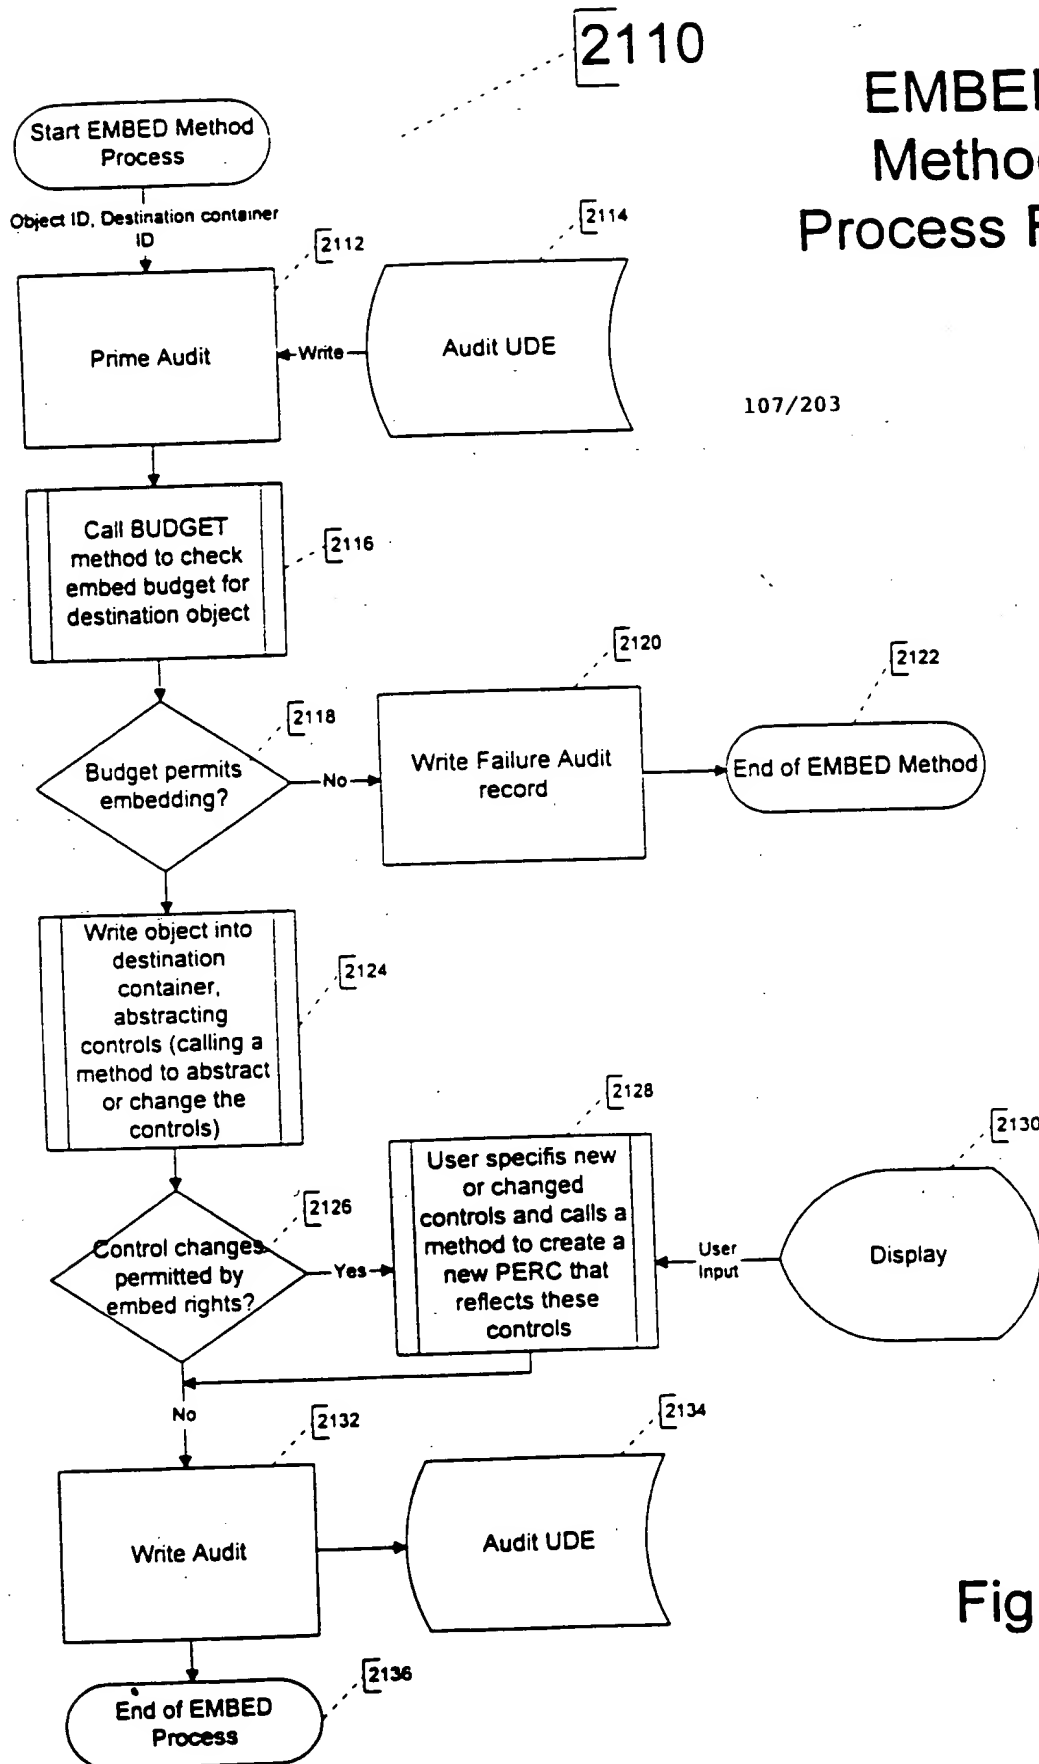 2110
EMBE
Metho
Process F
Start EMBED Method
Process
Object ID, Destination container
ID
2112
2114
Prime Audit
Write
Audit UDE
107/203
Call BUDGET
method to check
embed budget for
destination object
2116
2120
2122
2118
Budget permits
embedding?
No
Write Failure Audit
record
End of EMBED Method
Write object into
destination
container,
abstracting
controls (calling a
method to abstract
or change the
controls)
2124
2128
2130
User specifis new
or changed
controls and calls a
method to create a
new PERC that
reflects these
controls
2126
Control changes
permitted by
embed rights?
Yes
User
Input
Display
No
2132
2134
Write Audit
Audit UDE
Fig
2136
End of EMBED
Process